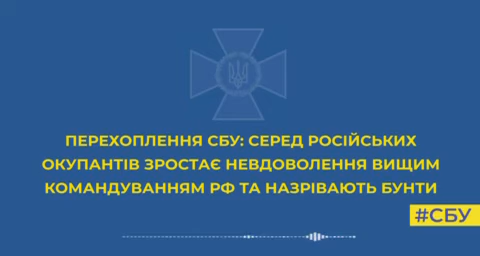 ПЕРЕХОПЛЕННЯ СБУ: СЕРЕД РОСІЙСЬКИХ
ОКУПАНТІВ ЗРОСТАЄ НЕВДОВОЛЕННЯ ВИЩИМ
КОМАНДУВАННЯМ РФ ТА НАЗРІВАЮТЬ БУНТИ
#СБУ